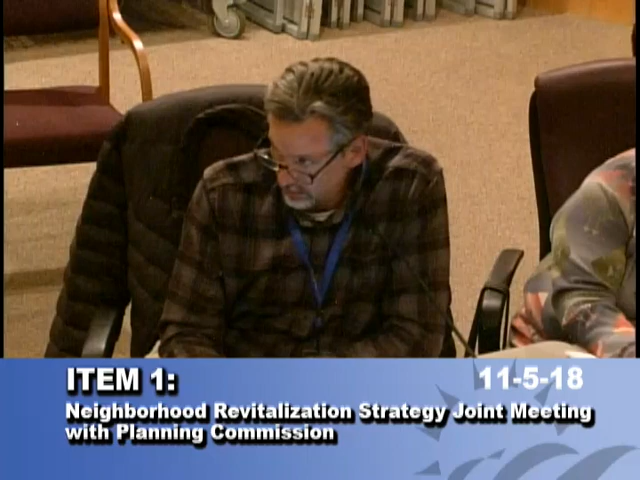 ITEM 1:
11-5-18
Neighborhood Revitalization Strategy Joint Meeting
with Planning Commission